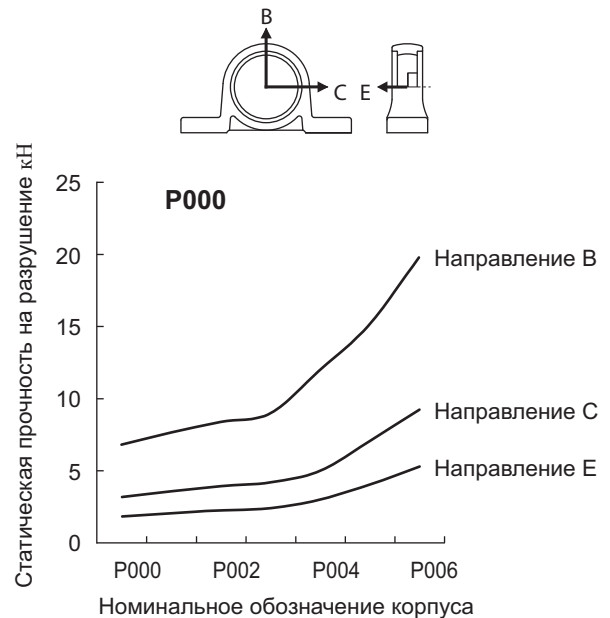 B
C E
Статическая прочность на разрушение кН
25
20
15
10
5
0
P000
Направление B
Направление C
Направление E
P000 P002 P004 P006
Номинальное обозначение корпуса